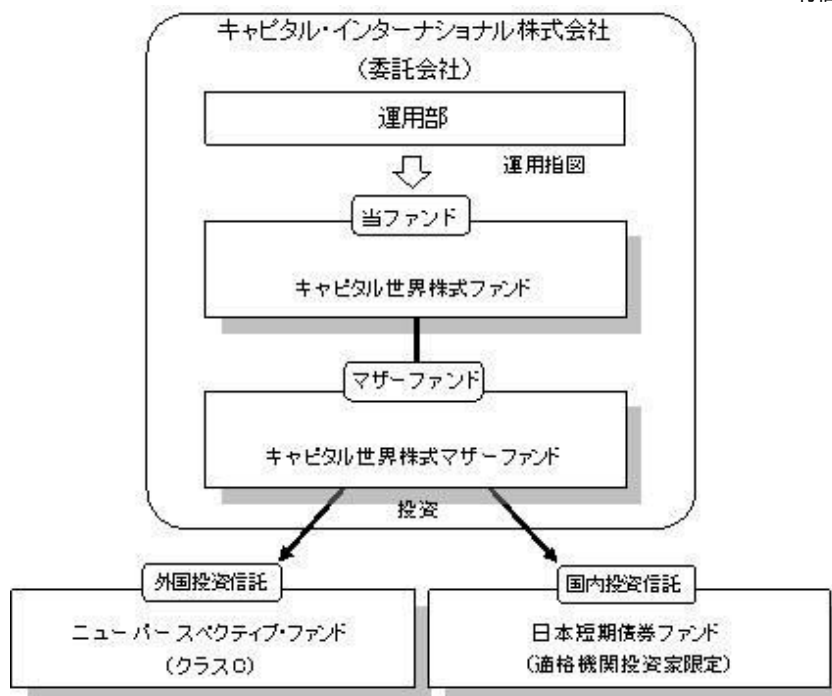 キャピタル・インターナショナル株式会社
(委託会社)
運用部
運用指図
当ファンド
キャピタル世界株式ファンド
マザーファンド
キャピタル世界株式マザーファンド
投資
外国投資信託
国内投資信託
ニューパースペクティブ・ファンド
(クラスC)
日本短期債券ファンド
(適格機関投資家限定)